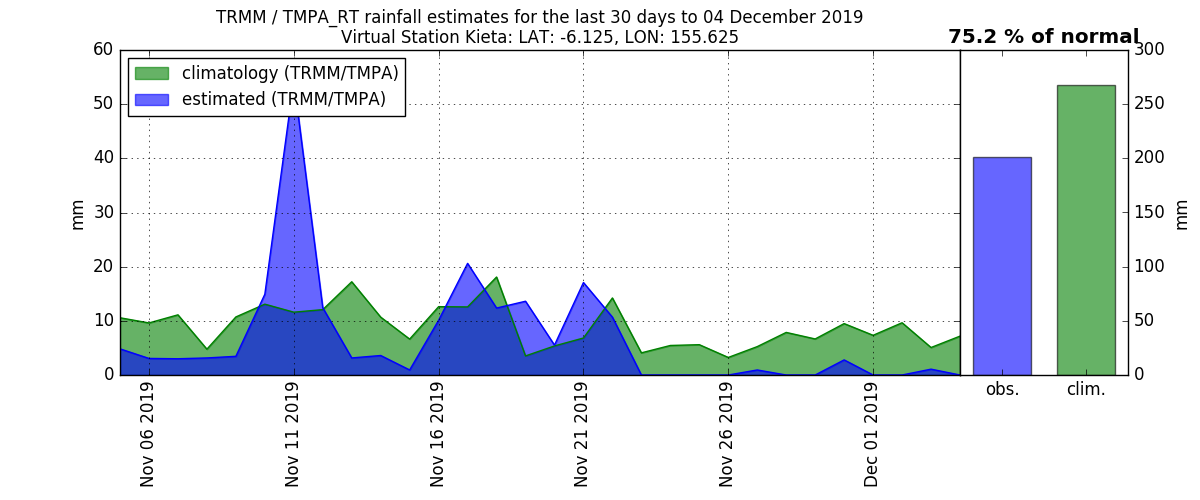 TRMM / TMPA_RT rainfall estimates for the last 30 days to 04 December 2019
Virtual Station Kieta: LAT: -6.125, LON: 155.625
75.2 % of normal
climatology (TRMM/TMPA)
estimated (TRMM/TMPA)
60
50
40
30
20
10
0
mm
Nov 06 2019
Nov 11 2019
Nov 16 2019
Nov 21 2019
Nov 26 2019
Dec 01 2019
obs.
clim.
300
250
200
150
100
50
0
mm